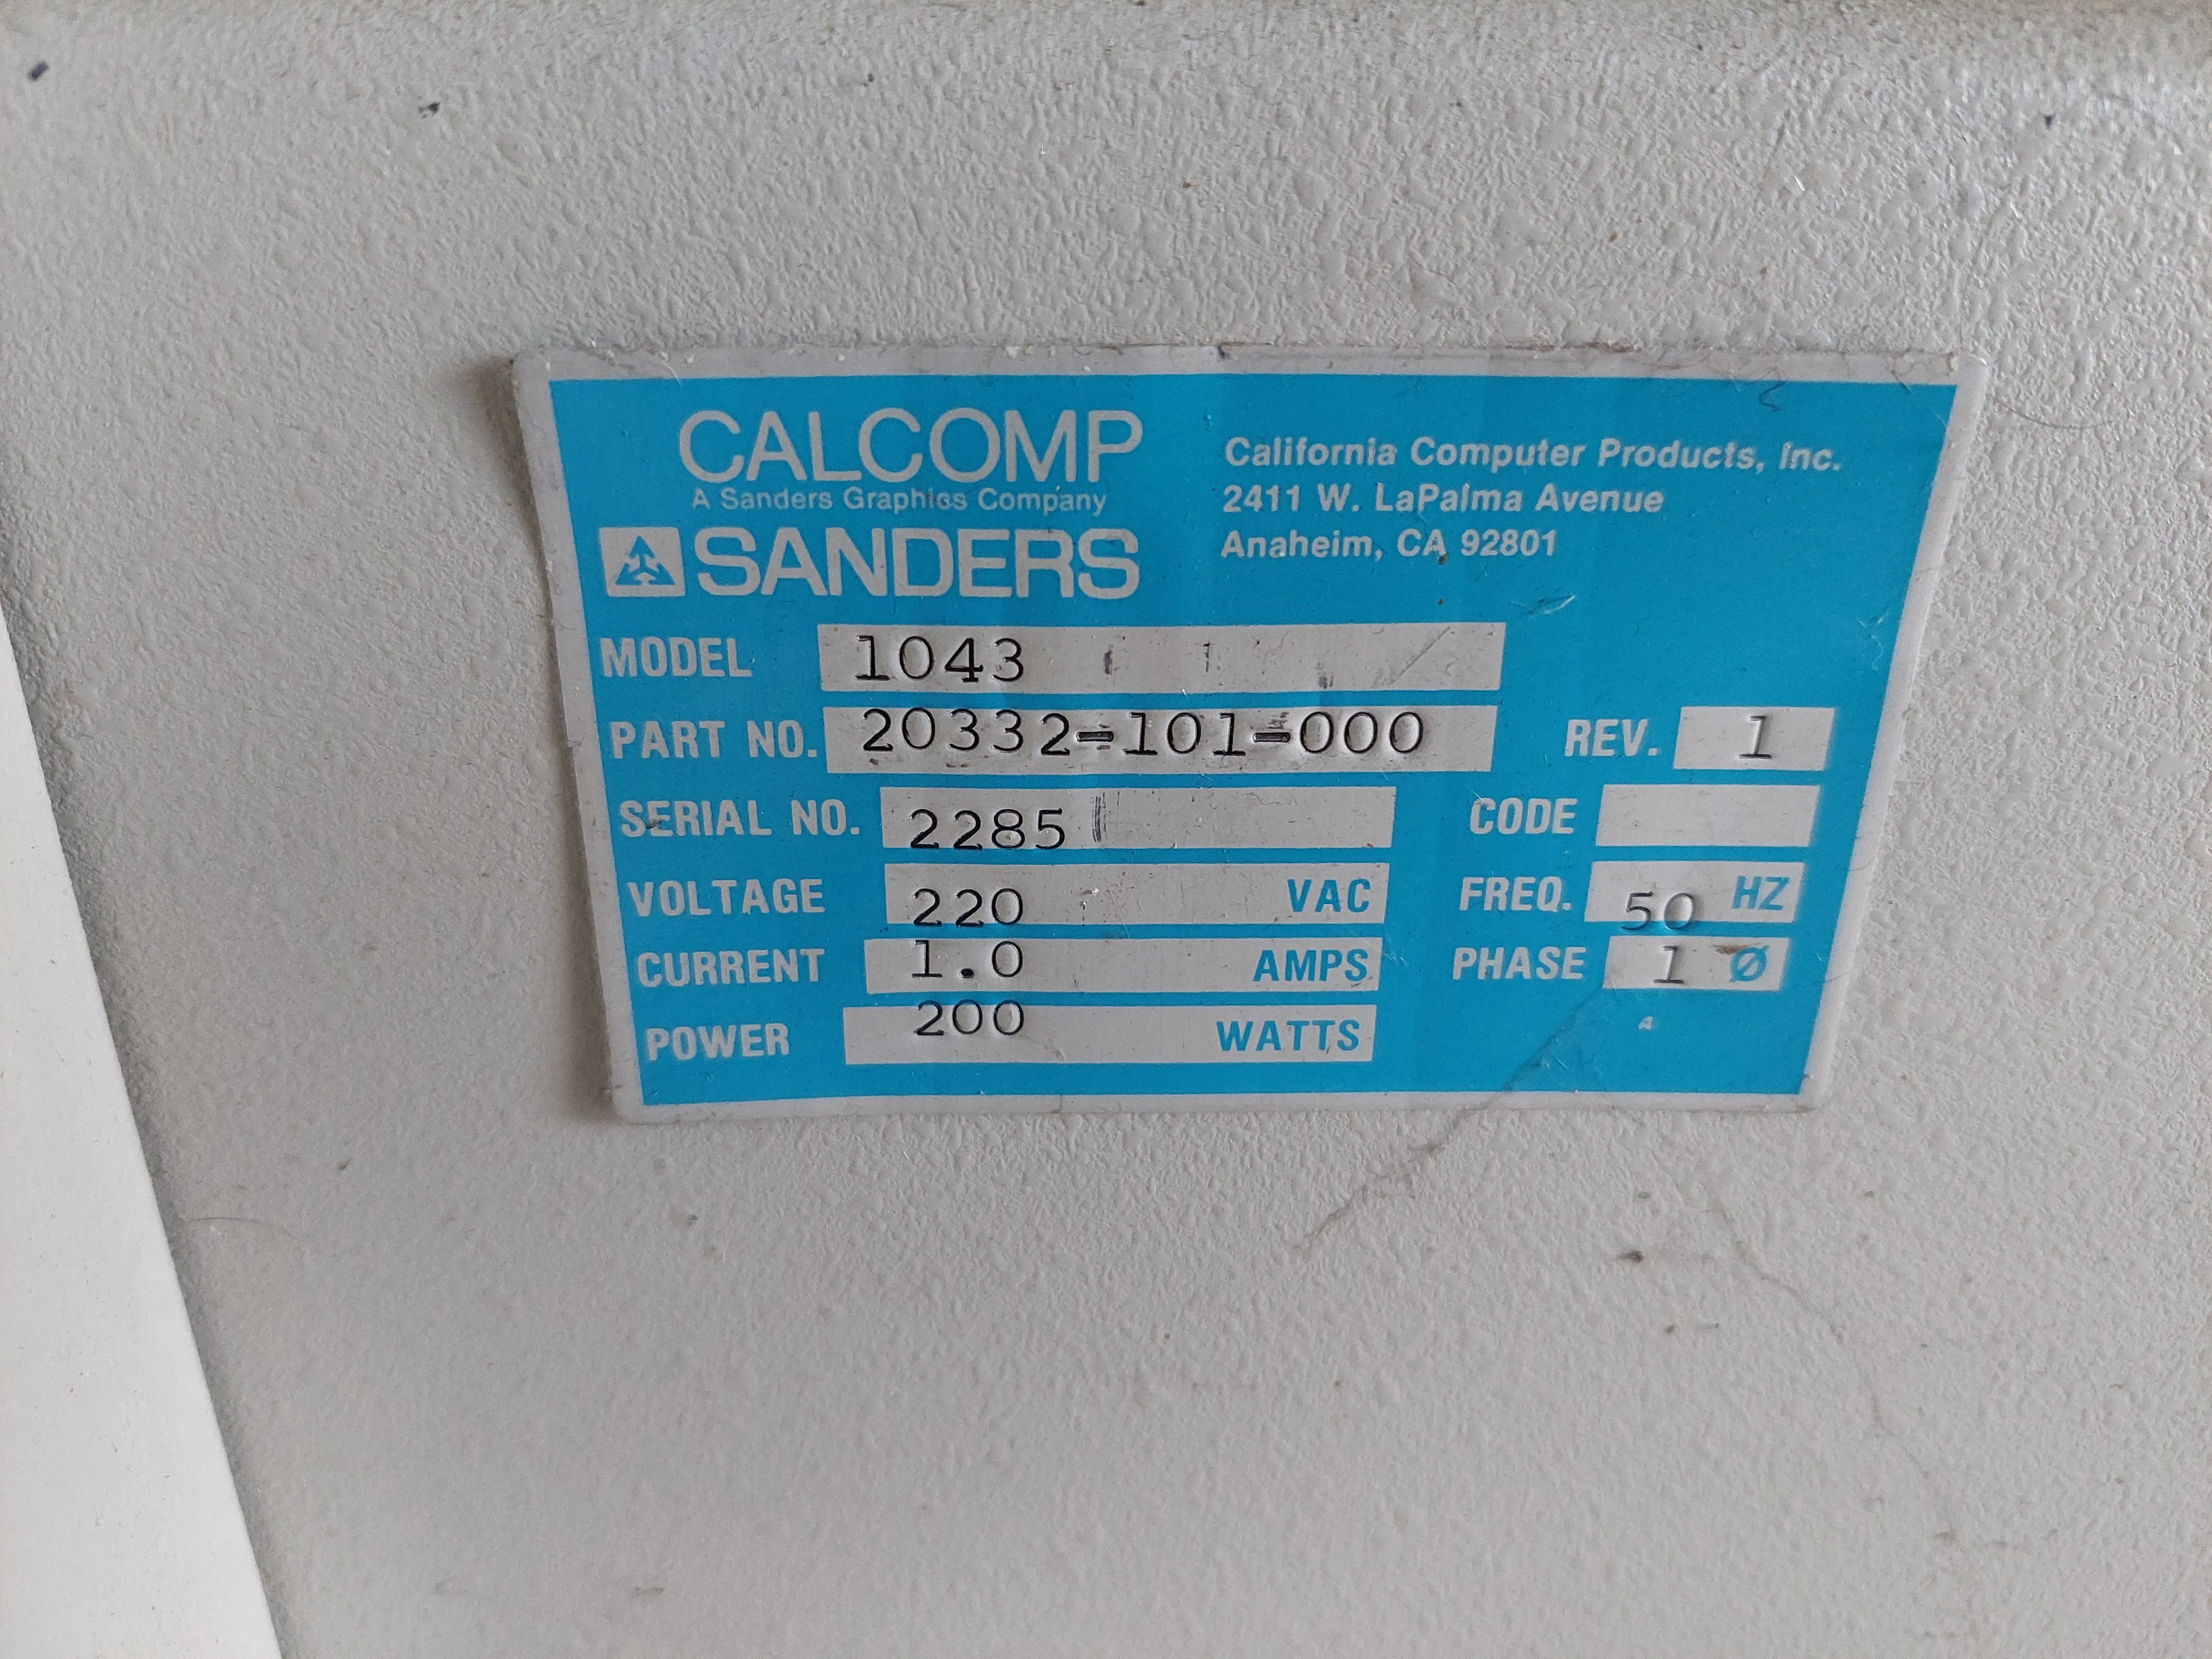 CALCOMP
A Sanders Graphics Company
SANDERS
California Computer Products, Inc.
2411 W. LaPalma Avenue
Anaheim, CA 92801
MODEL 1043
PART NO. 20332-101-000 REV. 1
SERIAL NO. 2285 CODE
VOLTAGE 220 VAC FREQ. 50 HZ
CURRENT 1.0 AMPS PHASE 1 Ø
POWER 200 WATTS